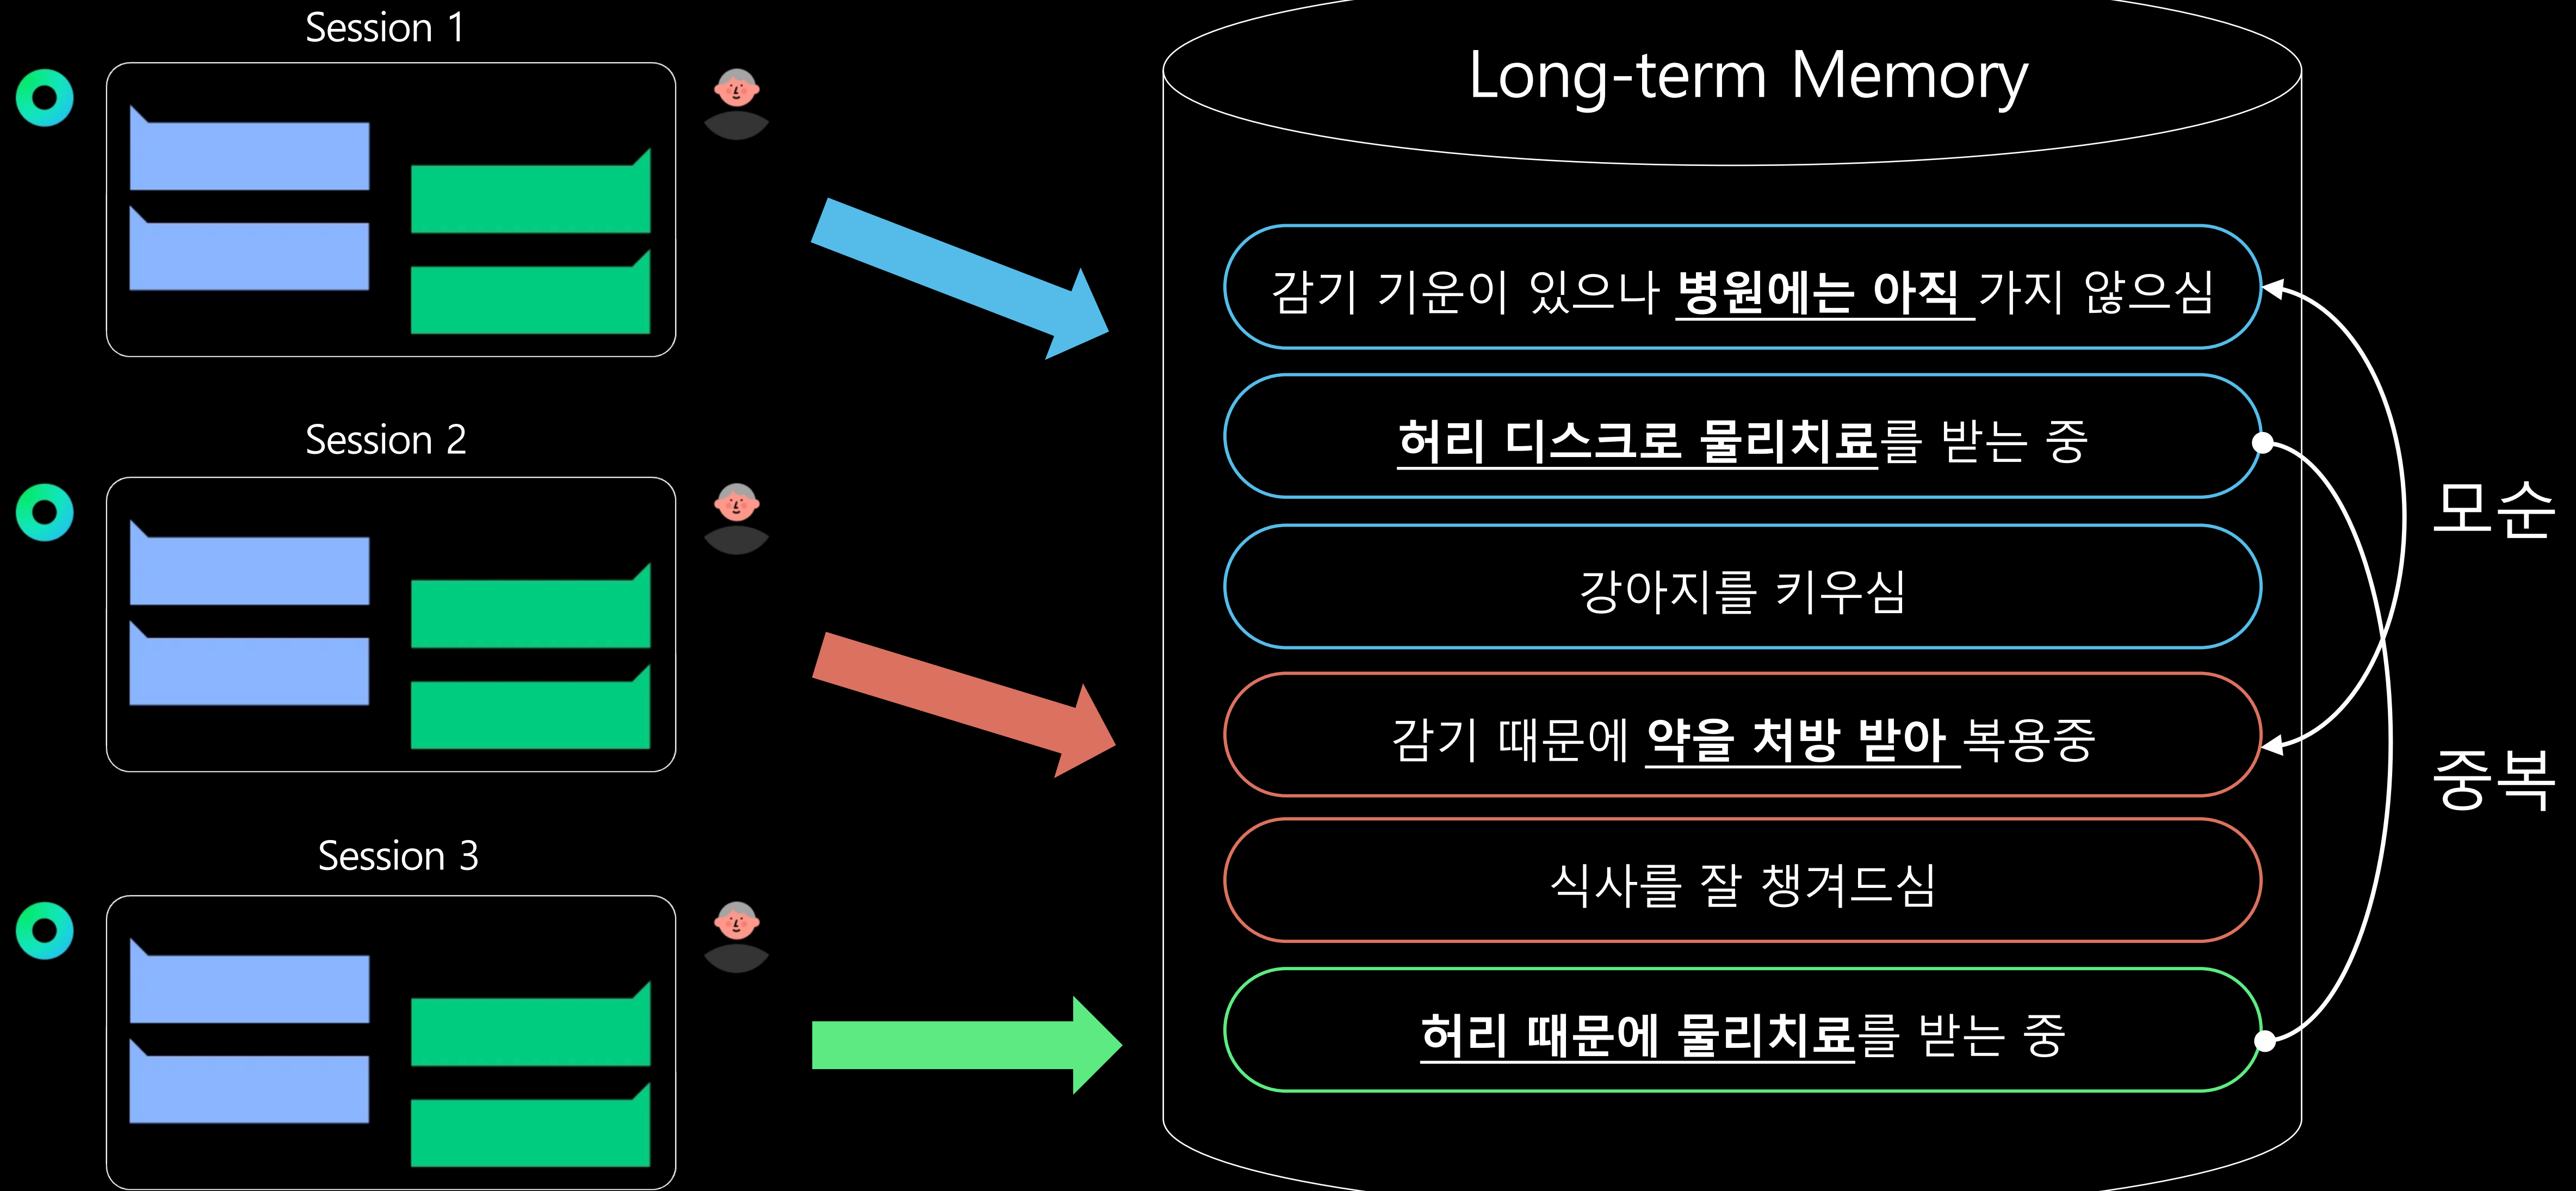 Session 1
Session 2
Session 3
Long-term Memory
감기 기운이 있으나 병원에는 아직 가지 않으심
허리 디스크로 물리치료를 받는 중
강아지를 키우심
감기 때문에 약을 처방 받아 복용중
식사를 잘 챙겨드심
허리 때문에 물리치료를 받는 중
모순
중복